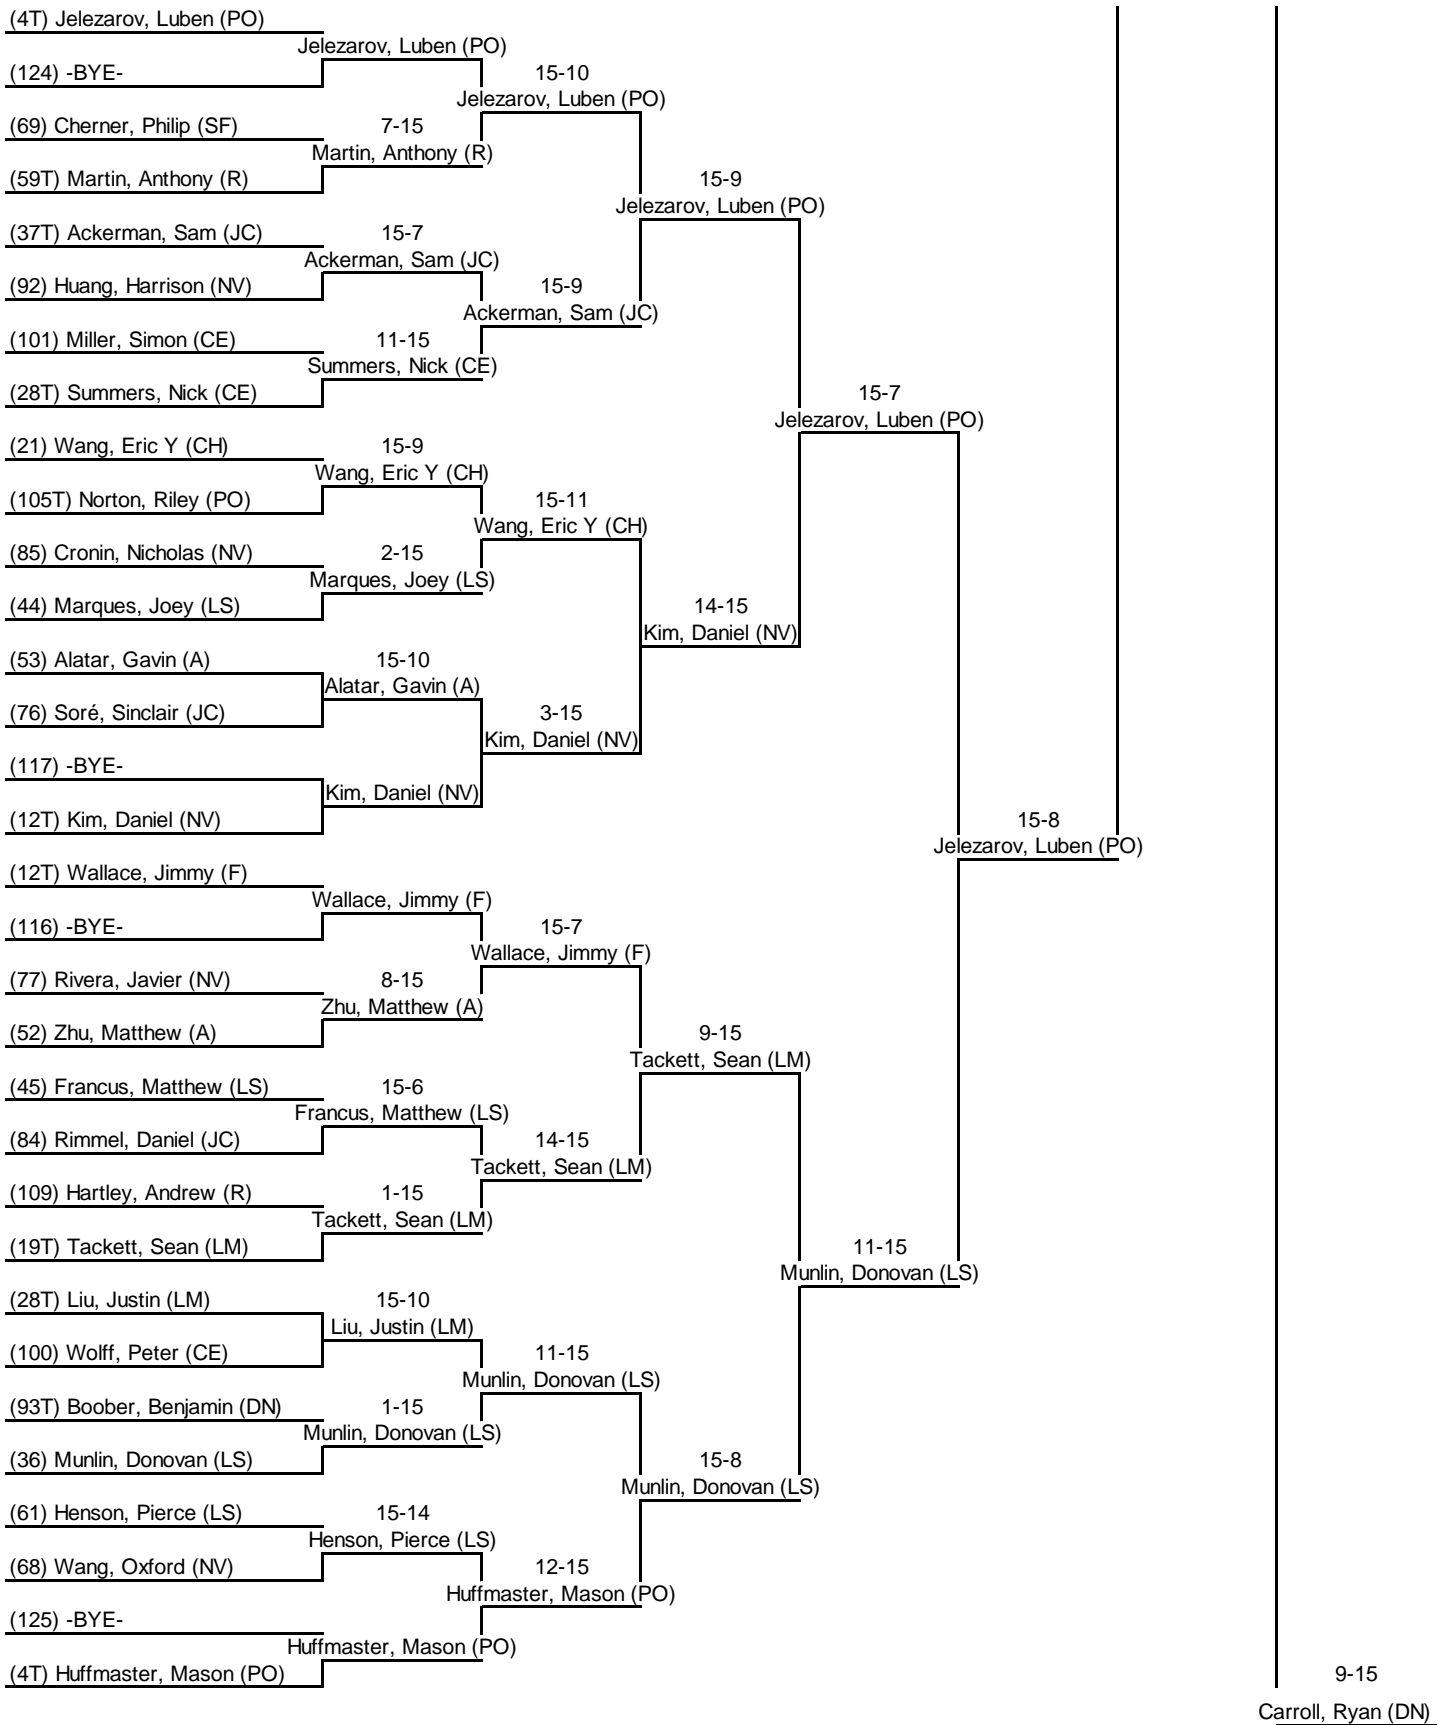 (4T) Jelezarov, Luben (PO)
Jelezarov, Luben (PO)
(124) -BYE-
15-10
Jelezarov, Luben (PO)
(69) Cherner, Philip (SF)
7-15
Martin, Anthony (R)
(59T) Martin, Anthony (R)
15-9
Jelezarov, Luben (PO)
(37T) Ackerman, Sam (JC)
15-7
Ackerman, Sam (JC)
(92) Huang, Harrison (NV)
15-9
Ackerman, Sam (JC)
(101) Miller, Simon (CE)
11-15
Summers, Nick (CE)
(28T) Summers, Nick (CE)
15-7
Jelezarov, Luben (PO)
(21) Wang, Eric Y (CH)
15-9
Wang, Eric Y (CH)
(105T) Norton, Riley (PO)
15-11
Wang, Eric Y (CH)
(85) Cronin, Nicholas (NV)
2-15
Marques, Joey (LS)
(44) Marques, Joey (LS)
14-15
Kim, Daniel (NV)
(53) Alatar, Gavin (A)
15-10
Alatar, Gavin (A)
(76) Soré, Sinclair (JC)
3-15
Kim, Daniel (NV)
(117) -BYE-
Kim, Daniel (NV)
(12T) Kim, Daniel (NV)
15-8
Jelezarov, Luben (PO)
(12T) Wallace, Jimmy (F)
Wallace, Jimmy (F)
(116) -BYE-
15-7
Wallace, Jimmy (F)
(77) Rivera, Javier (NV)
8-15
Zhu, Matthew (A)
(52) Zhu, Matthew (A)
9-15
Tackett, Sean (LM)
(45) Francus, Matthew (LS)
15-6
Francus, Matthew (LS)
(84) Rimmel, Daniel (JC)
14-15
Tackett, Sean (LM)
(109) Hartley, Andrew (R)
1-15
Tackett, Sean (LM)
(19T) Tackett, Sean (LM)
11-15
Munlin, Donovan (LS)
(28T) Liu, Justin (LM)
15-10
Liu, Justin (LM)
(100) Wolff, Peter (CE)
11-15
Munlin, Donovan (LS)
(93T) Boober, Benjamin (DN)
1-15
Munlin, Donovan (LS)
(36) Munlin, Donovan (LS)
15-8
Munlin, Donovan (LS)
(61) Henson, Pierce (LS)
15-14
Henson, Pierce (LS)
(68) Wang, Oxford (NV)
12-15
Huffmaster, Mason (PO)
(125) -BYE-
Huffmaster, Mason (PO)
(4T) Huffmaster, Mason (PO)
9-15
Carroll, Ryan (DN)